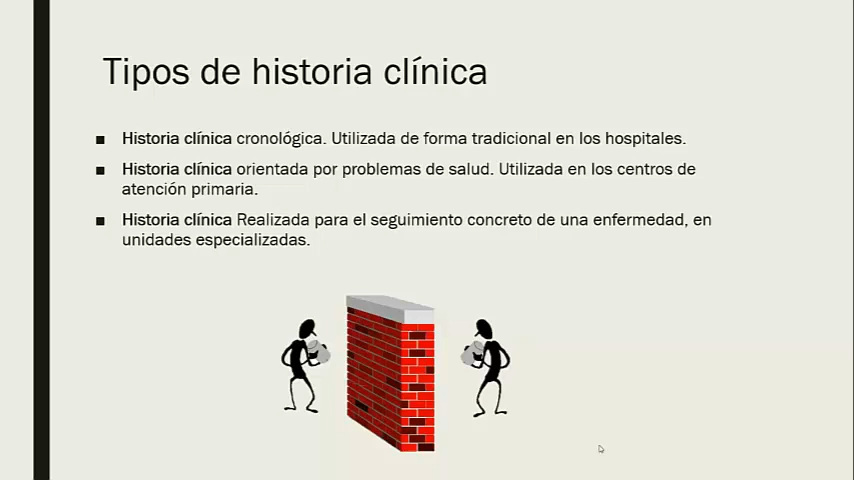 Tipos de historia clínica
■ Historia clínica cronológica. Utilizada de forma tradicional en los hospitales.
■ Historia clínica orientada por problemas de salud. Utilizada en los centros de
atención primaria.
■ Historia clínica Realizada para el seguimiento concreto de una enfermedad, en
unidades especializadas.